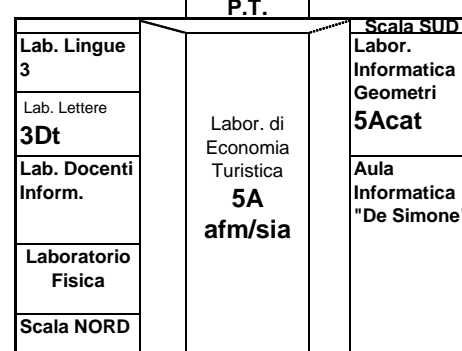 P.T.
Scala SUD
Lab. Lingue
3
Lab. Lettere
3Dt
Lab. Docenti
Inform.
Laboratorio
Fisica
Scala NORD
Labor. di
Economia
Turistica
5A
afm/sia
Labor.
Informatica
Geometri
5Acat
Aula
Informatica
"De Simone"